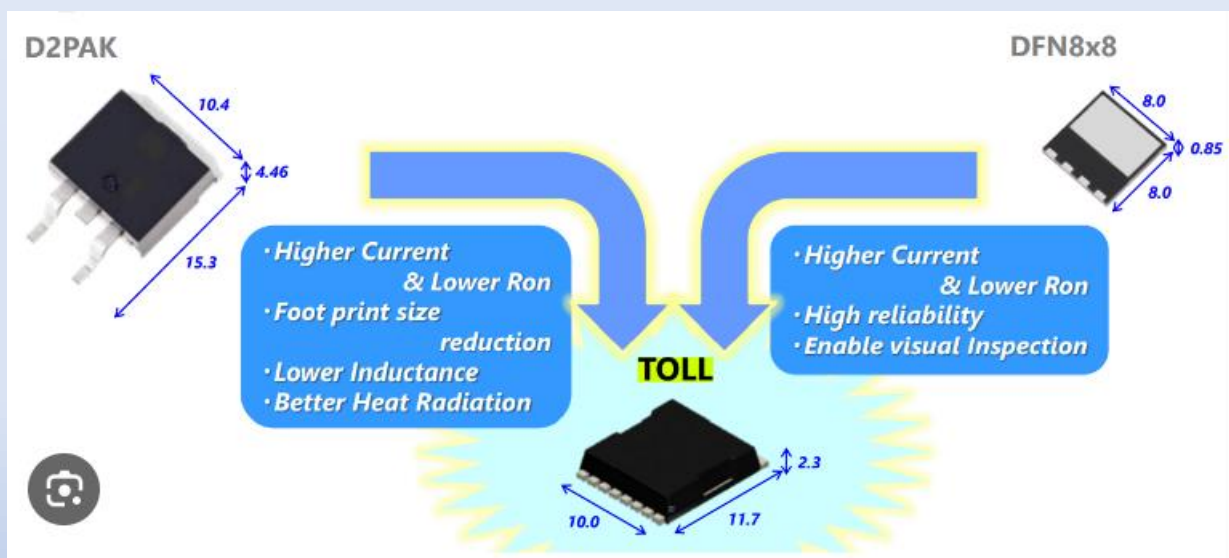 D2PAK
10.4
4.46
15.3
DFN8x8
8.0
0.85
8.0
·Higher Current
& Lower Ron
·Foot print size
reduction
·Lower Inductance
·Better Heat Radiation
·Higher Current
& Lower Ron
·High reliability
·Enable visual Inspection
TOLL
2.3
10.0
11.7